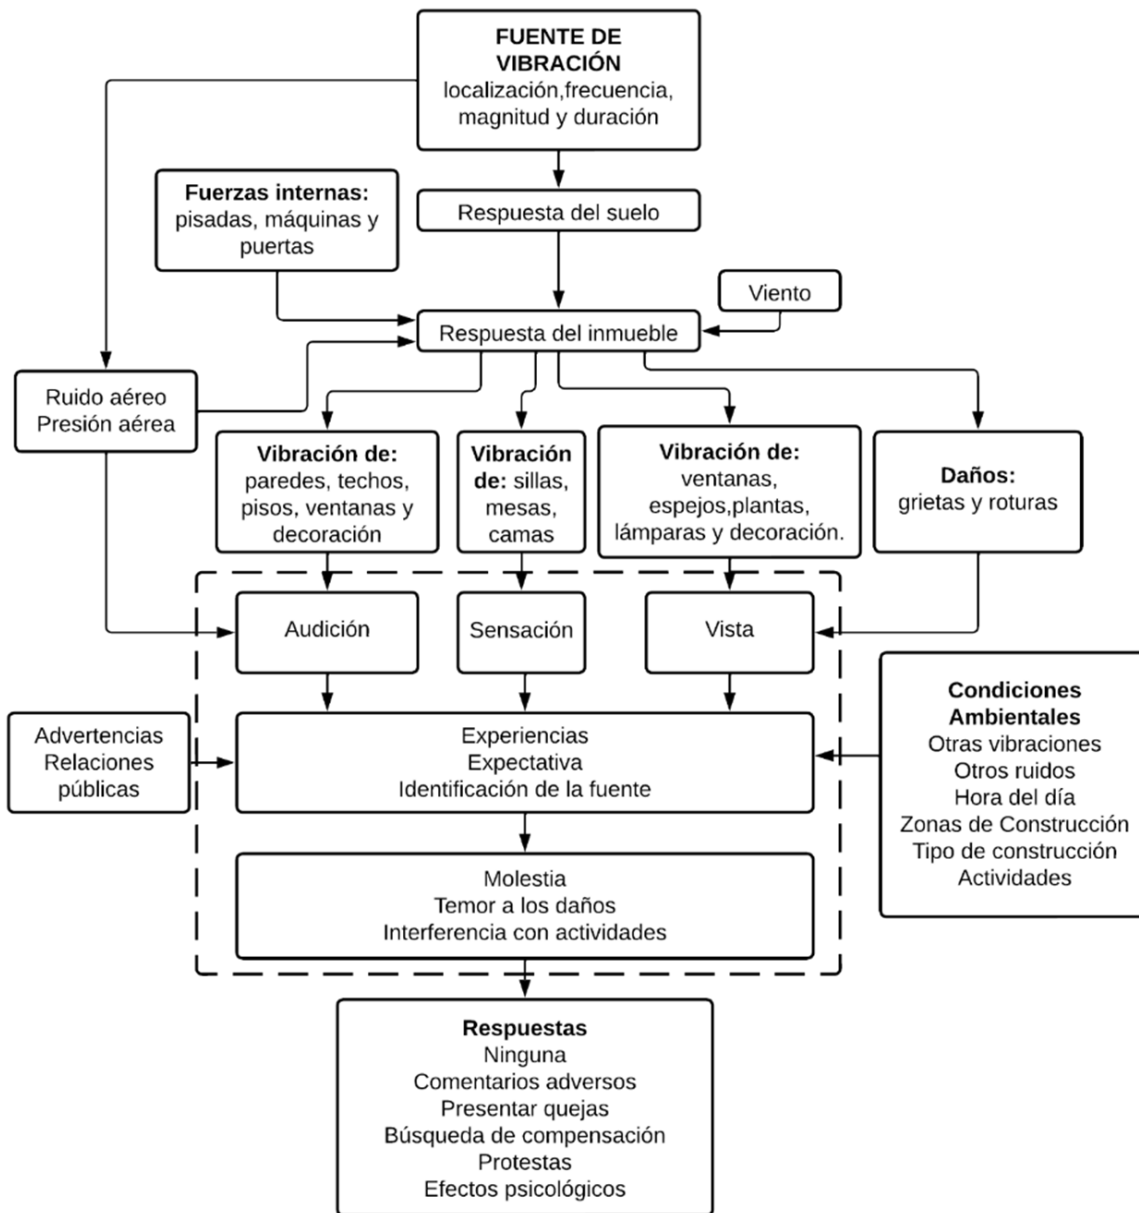 FUENTE DE
VIBRACIÓN
localización,frecuencia,
magnitud y duración
Fuerzas internas:
pisadas, máquinas y
puertas
Respuesta del suelo
Viento
Respuesta del inmueble
Ruido aéreo
Presión aérea
Vibración de:
paredes, techos,
pisos, ventanas y
decoración
Vibración
de: sillas,
mesas,
camas
Vibración de:
ventanas,
espejos,plantas,
lámparas y decoración.
Daños:
grietas y roturas
Audición
Sensación
Vista
Advertencias
Relaciones
públicas
Experiencias
Expectativa
Identificación de la fuente
Condiciones
Ambientales
Otras vibraciones
Otros ruidos
Hora del día
Zonas de Construcción
Tipo de construcción
Actividades
Molestia
Temor a los daños
Interferencia con actividades
Respuestas
Ninguna
Comentarios adversos
Presentar quejas
Búsqueda de compensación
Protestas
Efectos psicológicos